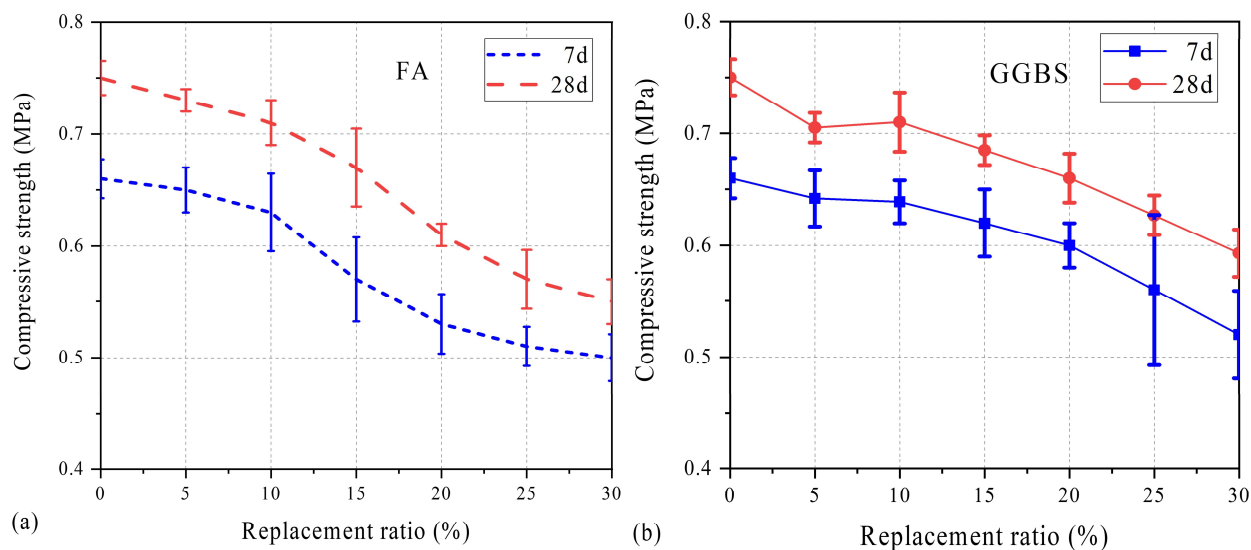 0.8
0.7
0.6
0.5
0.4
Compressive strength (MPa)
FA
7d
28d
0 5 10 15 20 25 30
Replacement ratio (%)
(a)
0.8
0.7
0.6
0.5
0.4
Compressive strength (MPa)
GGBS
7d
28d
0 5 10 15 20 25 30
Replacement ratio (%)
(b)